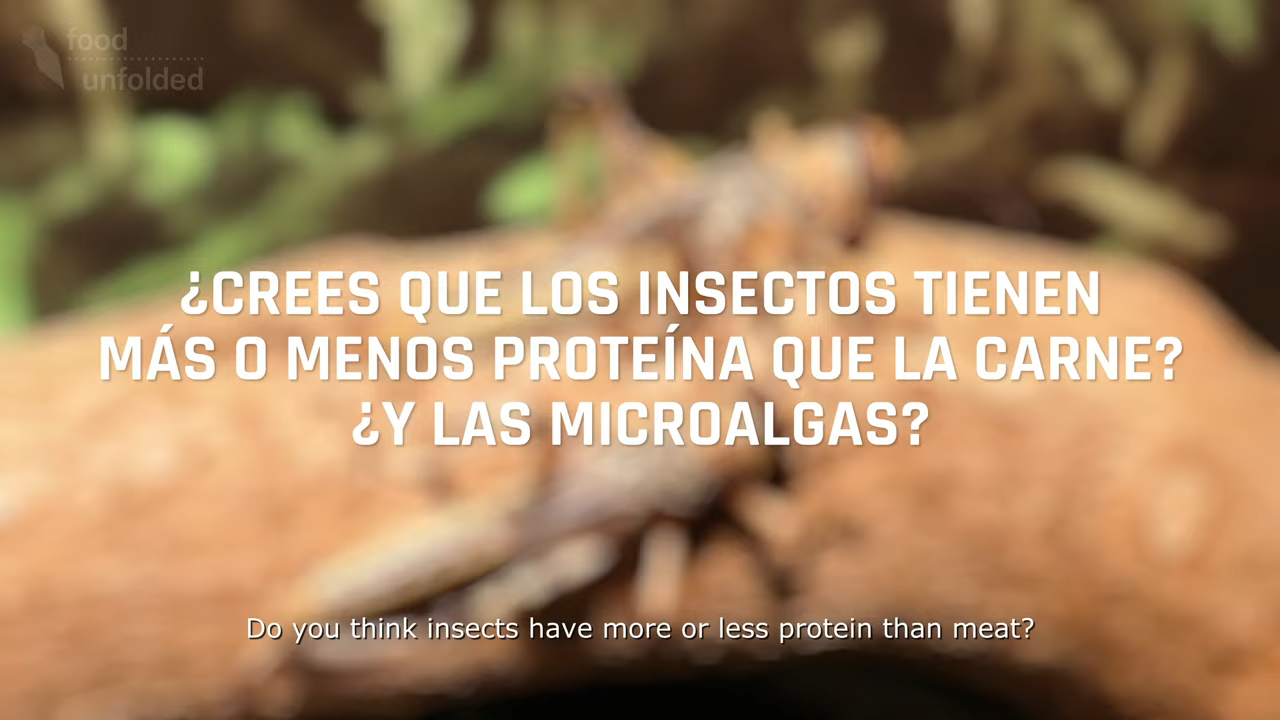 food
unfolded
¿CREES QUE LOS INSECTOS TIENEN
MÁS O MENOS PROTEÍNA QUE LA CARNE?
¿Y LAS MICROALGAS?
Do you think insects have more or less protein than meat?